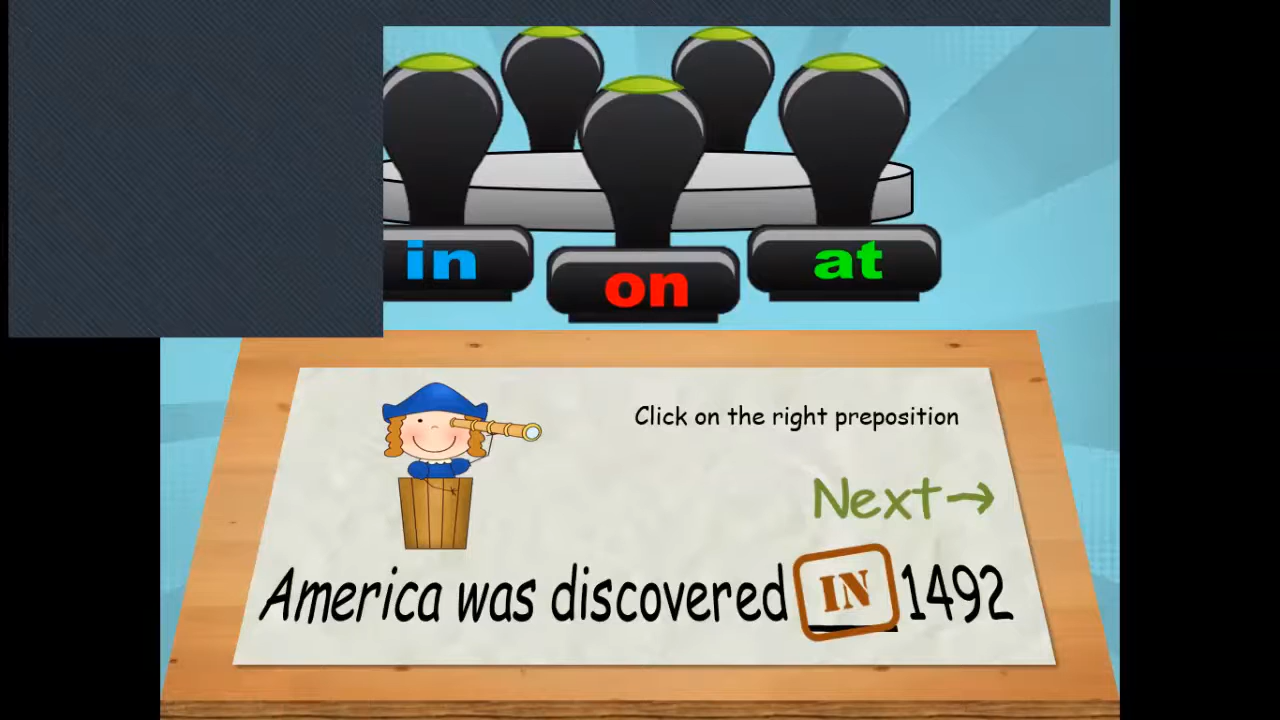 in
on
at
Click on the right preposition
Next→
America was discovered IN 1492